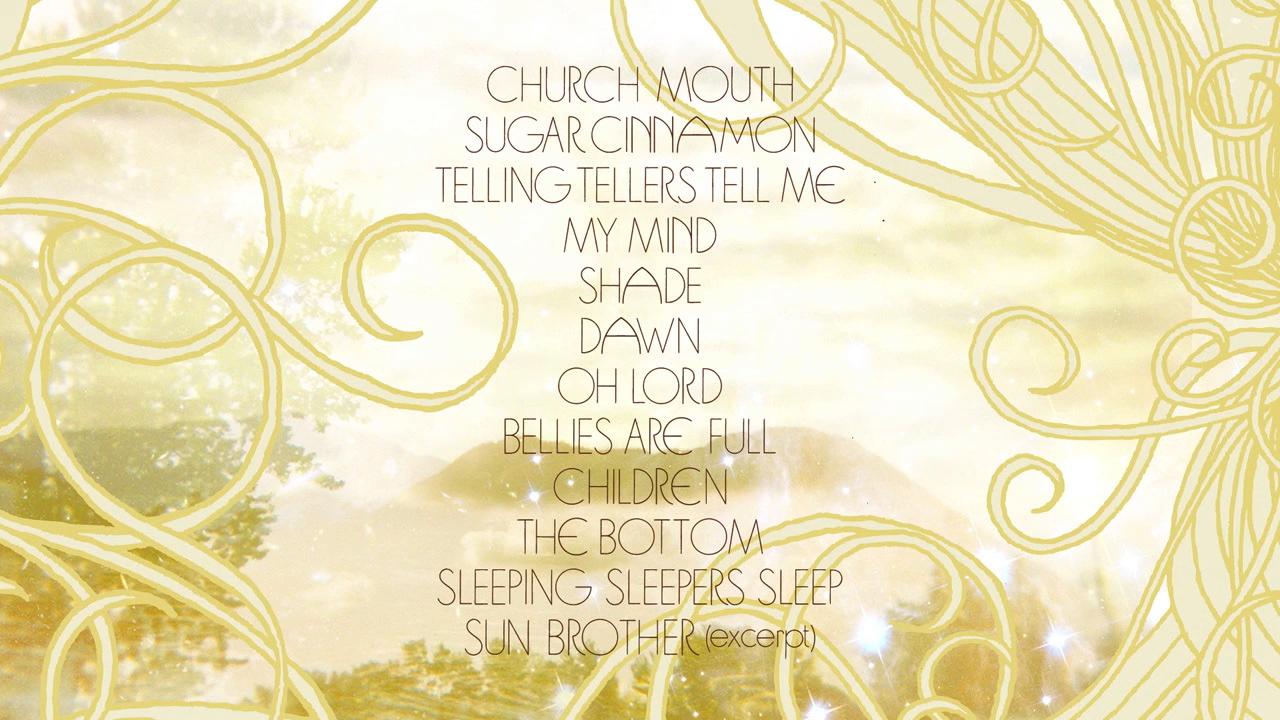 CHURCH MOUTH
SUGAR CINNAMON
TELLING TELLERS TELL ME
MY MIND
SHADE
DAWN
OH LORD
BELLIES ARE FULL
CHILDREN
THE BOTTOM
SLEEPING SLEEPERS SLEEP
SUN BROTHER (excerpt)